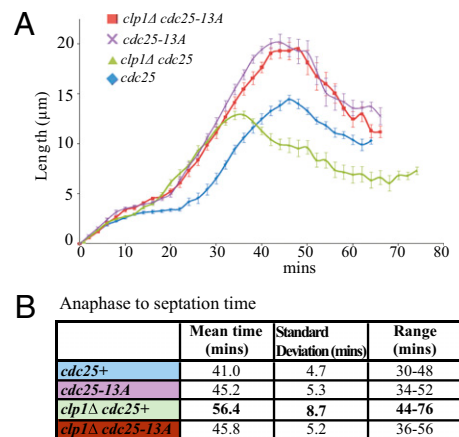 A
clp1Δ cdc25-13A
cdc25-13A
clp1Δ cdc25
cdc25
Length (μm)
20
15
10
5
0
0 10 20 30 40 50 60 70 80
mins
B Anaphase to septation time
Mean time (mins) Standard Deviation (mins) Range (mins)
cdc25+ 41.0 4.7 30-48
cdc25-13A 45.2 5.3 34-52
clp1Δ cdc25+ 56.4 8.7 44-76
clp1Δ cdc25-13A 45.8 5.2 36-56